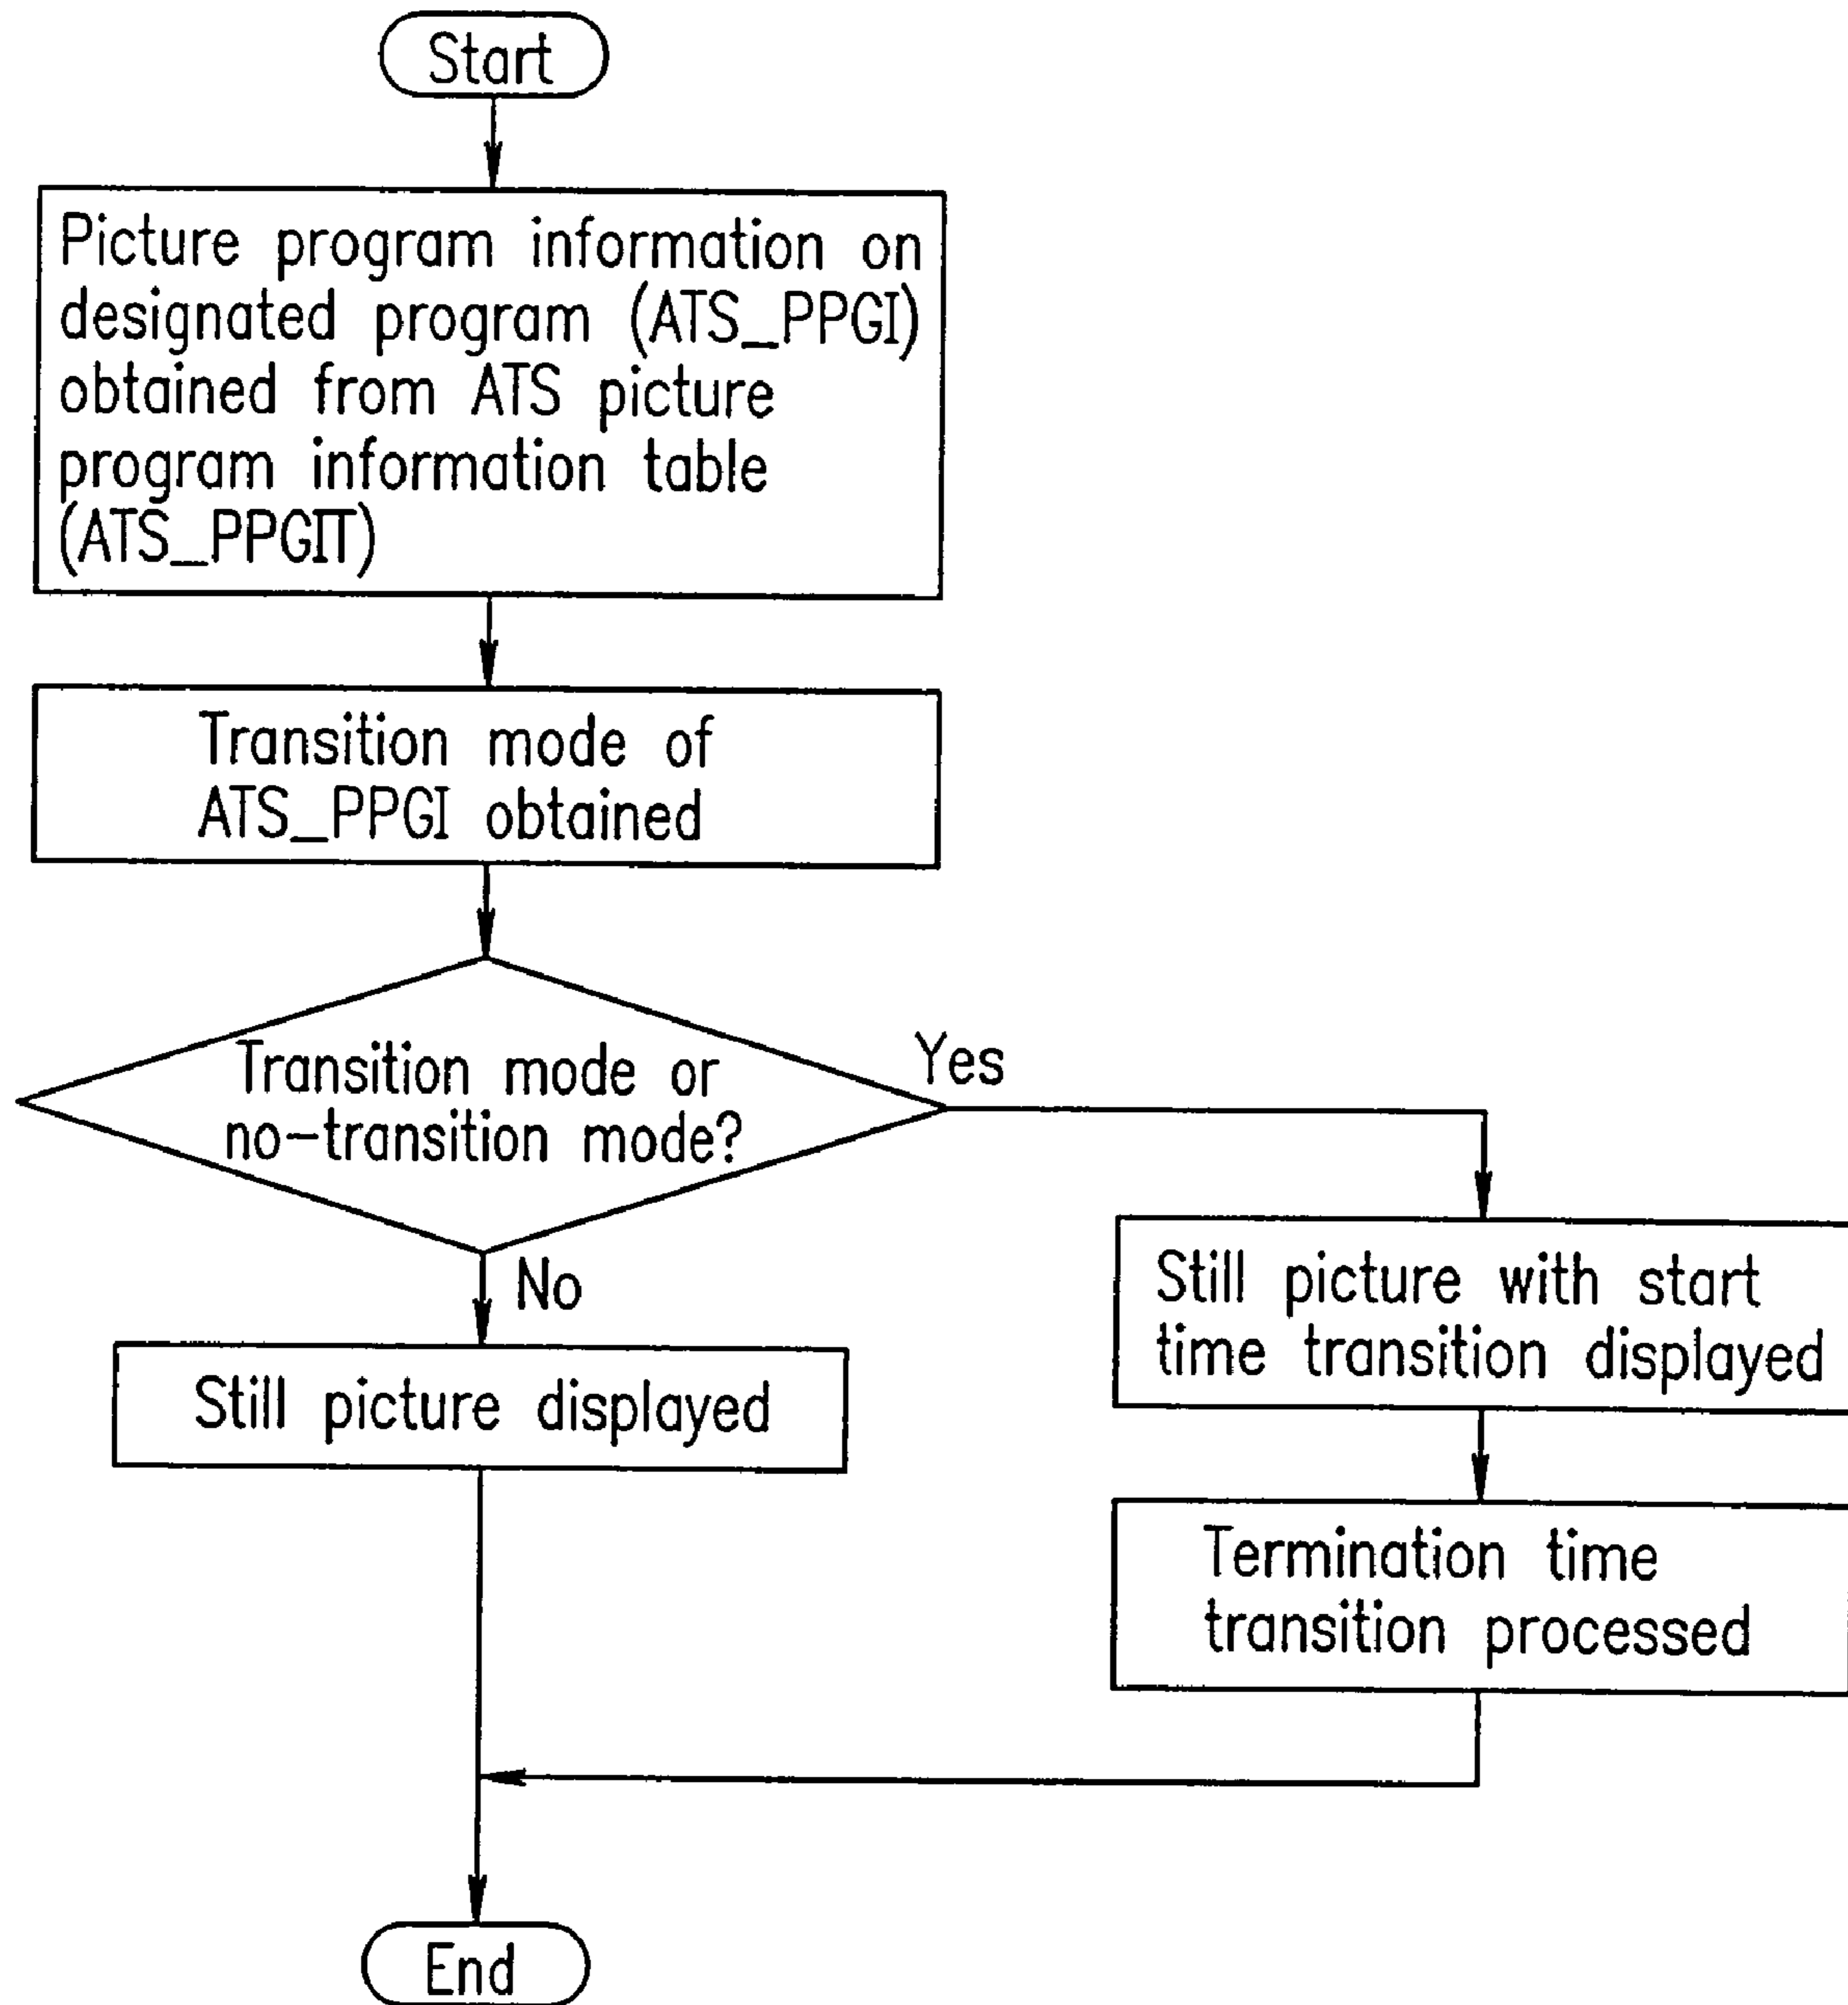 Start
Picture program information on
designated program (ATS_PPGI)
obtained from ATS picture
program information table
(ATS_PPGIT)
Transition mode of
ATS_PPGI obtained
Transition mode or
no-transition mode?
Yes
No
Still picture with start
time transition displayed
Still picture displayed
Termination time
transition processed
End